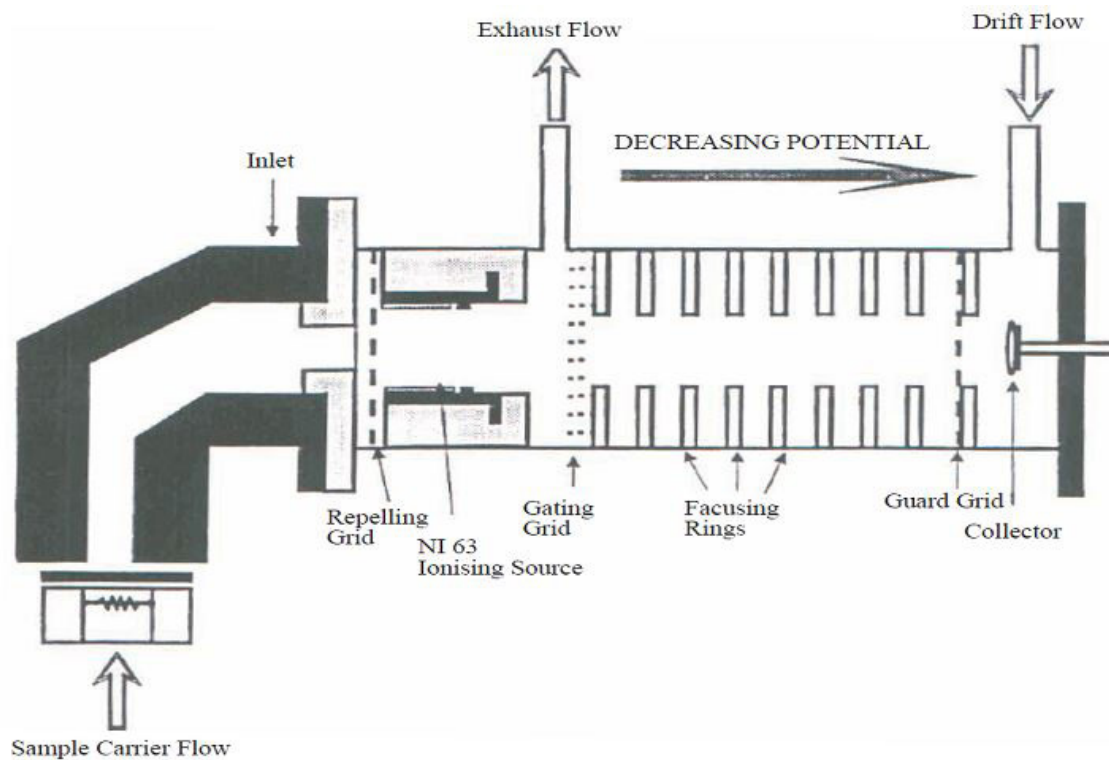 Exhaust Flow
Drift Flow
DECREASING POTENTIAL
Inlet
Repelling
Grid
NI 63
Ionising Source
Gating
Grid
Facusing
Rings
Guard Grid
Collector
Sample Carrier Flow